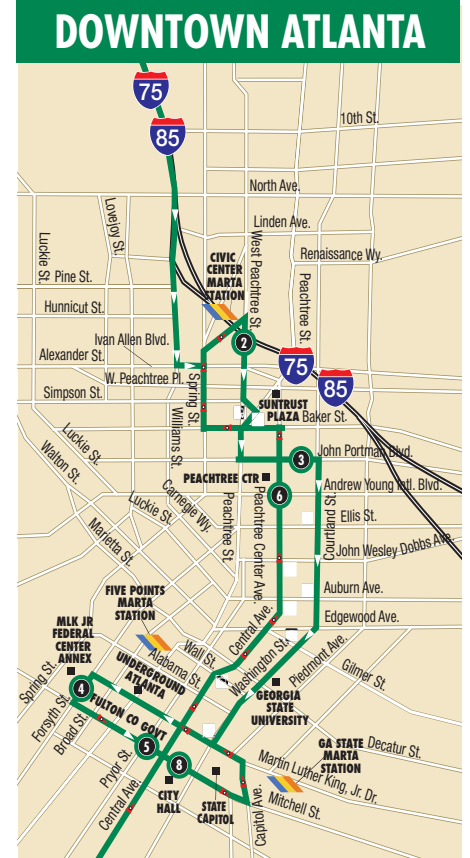 DOWNTOWN ATLANTA
75
85
10th St.
North Ave.
Lovejoy St.
Linden Ave.
Luckie St.
CIVIC
CENTER
MARTA
STATION
West Peachtree St.
Renaissance Wy.
Pine St.
Peachtree St.
Hunnicut St.
Ivan Allen Blvd.
2
Alexander St.
75
85
W. Peachtree Pl.
Spring St.
Simpson St.
SUNTRUST
PLAZA
Baker St.
Williams St.
Luckie St.
Walton St.
3
John Portman Blvd.
PEACHTREE CTR
6
Andrew Young Intl. Blvd.
Carnegie Wy.
Luckie St.
Peachtree St.
Peachtree Center Ave.
Courtland St.
Ellis St.
Marietta St.
John Wesley Dobbs Ave.
FIVE POINTS
MARTA
STATION
Auburn Ave.
Edgewood Ave.
MLK JR
FEDERAL
CENTER
ANNEX
Central Ave.
Wall St.
Alabama St.
UNDERGROUND
ATLANTA
Washington St.
Piedmont Ave.
Gilmer St.
Spring St.
4
Forsyth St.
FULTON CO GOVT
GEORGIA
STATE
UNIVERSITY
Broad St.
5
8
GA STATE
MARTA
STATION
Decatur St.
Pryor St.
Martin Luther King, Jr. Dr.
Central Ave.
CITY
HALL
STATE
CAPITOL
Capitol Ave.
Mitchell St.